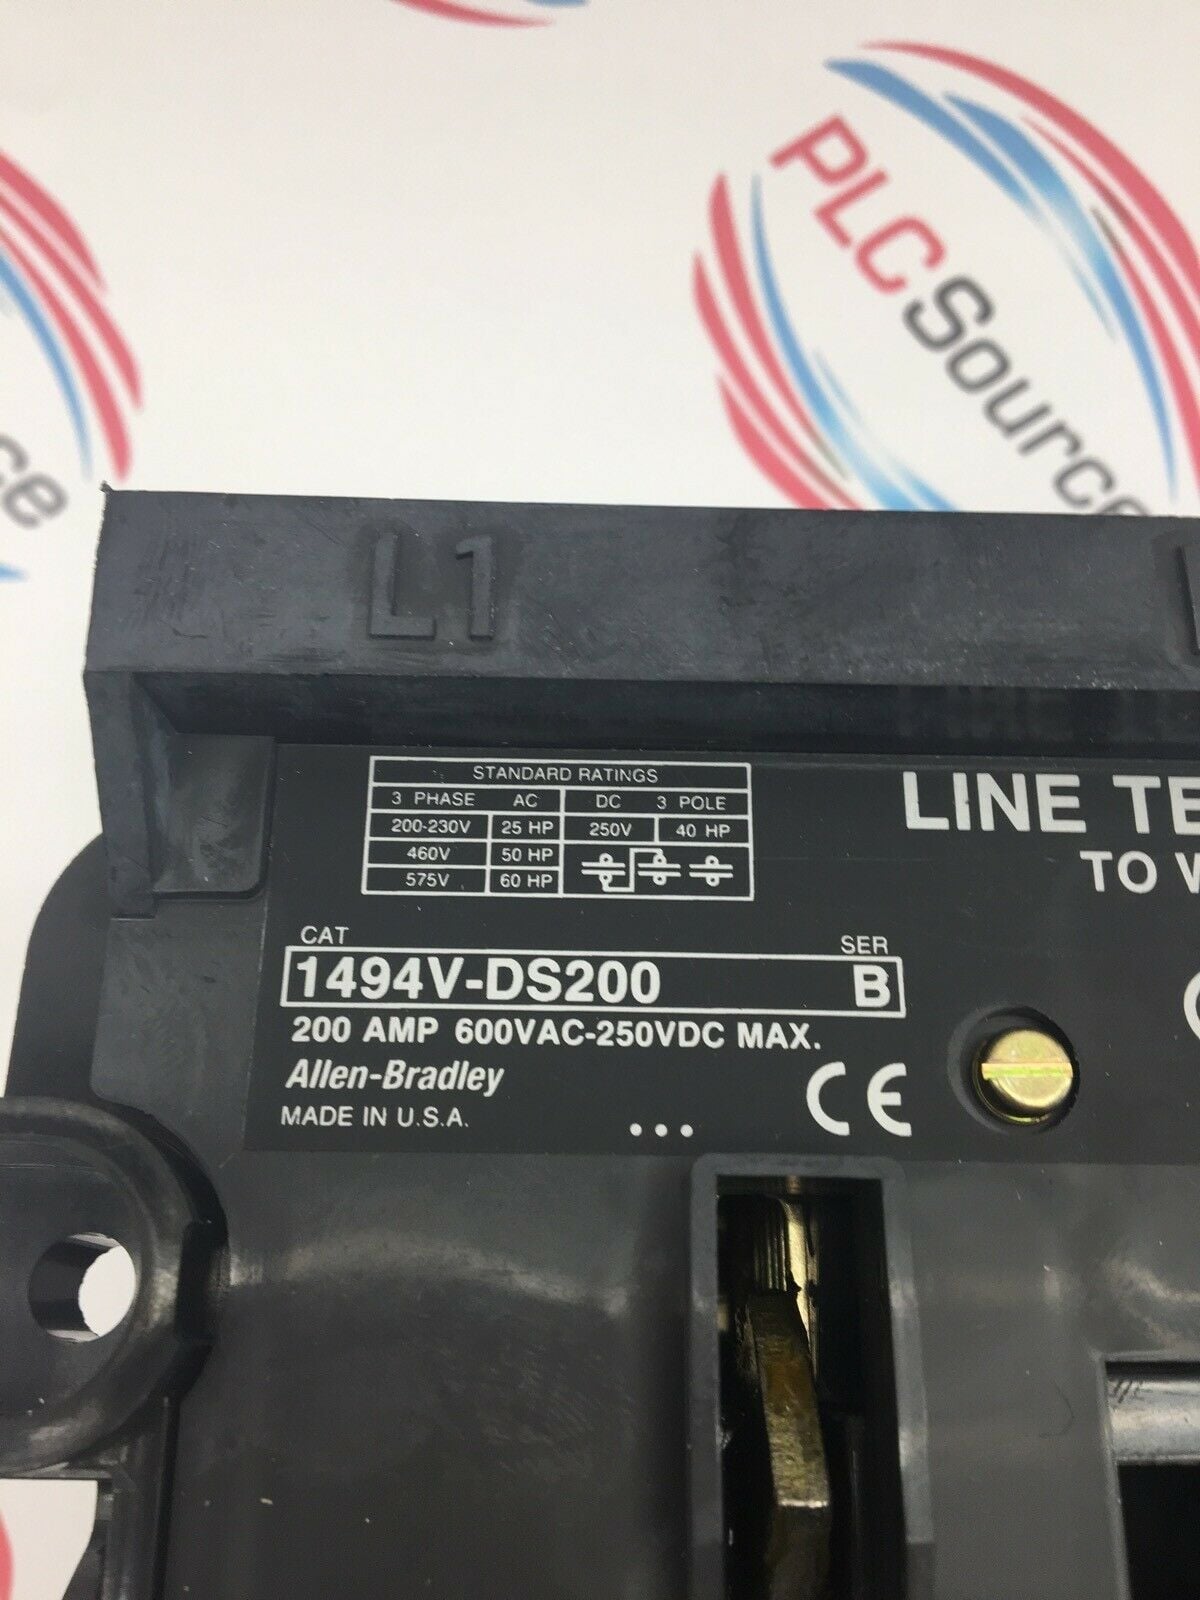 PLCSource
ce
L1
STANDARD RATINGS
3 PHASE AC DC 3 POLE
200-230V 25 HP 250V 40 HP
460V 50 HP
575V 60 HP
LINE TE
TO W
CAT SER
1494V-DS200 B
200 AMP 600VAC-250VDC MAX.
Allen-Bradley
MADE IN U.S.A.
... CE